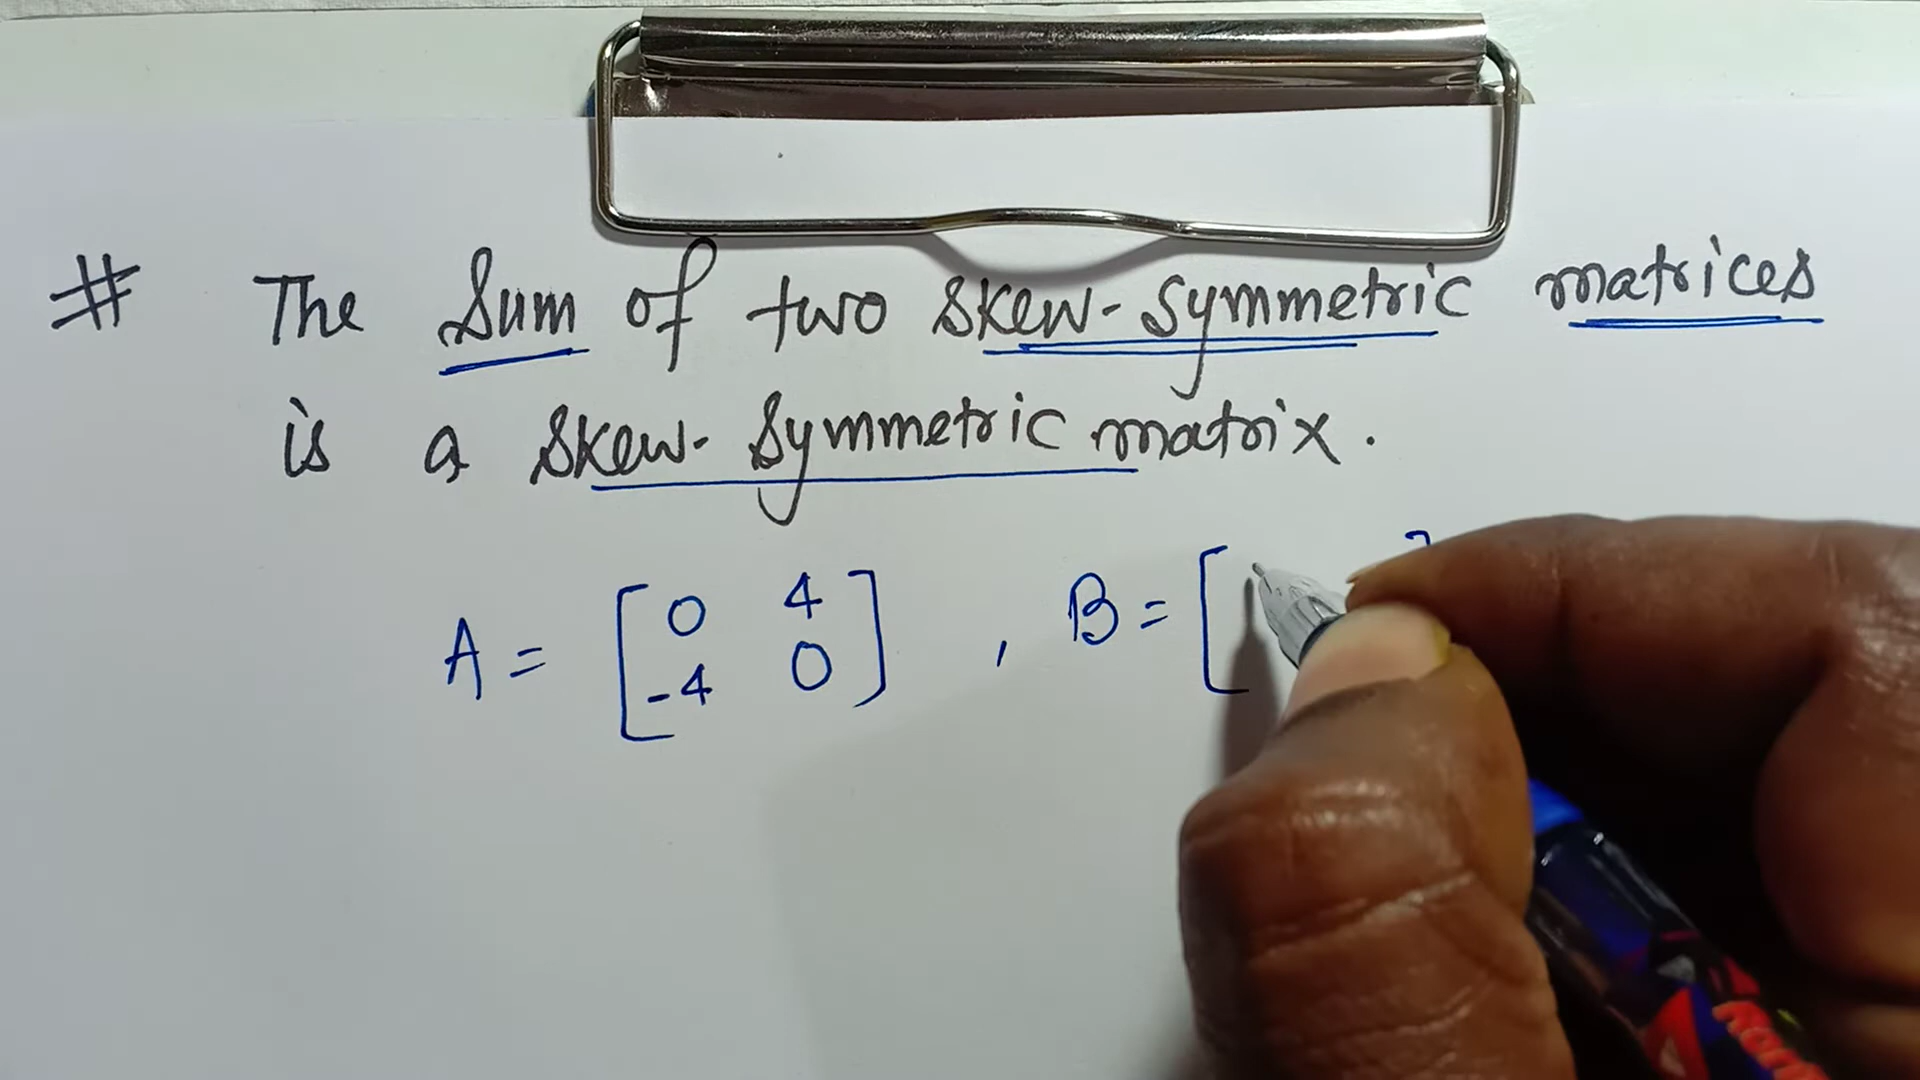 # The Sum of two skew-symmetric matrices
is a skew-symmetric matrix.
A = [0 4
-4 0] , B = [